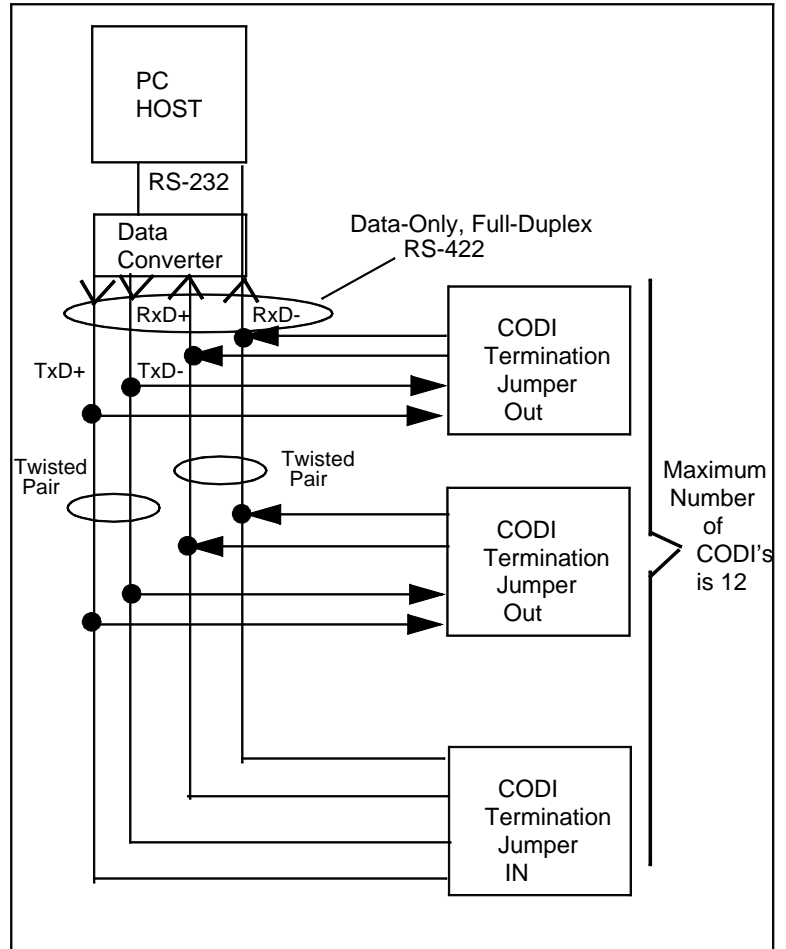 PC
HOST
RS-232
Data
Converter
Data-Only, Full-Duplex
RS-422
RxD+
RxD-
TxD+
TxD-
CODI
Termination
Jumper
Out
Twisted
Pair
Twisted
Pair
CODI
Termination
Jumper
Out
Maximum
Number
of
CODI's
is 12
CODI
Termination
Jumper
IN